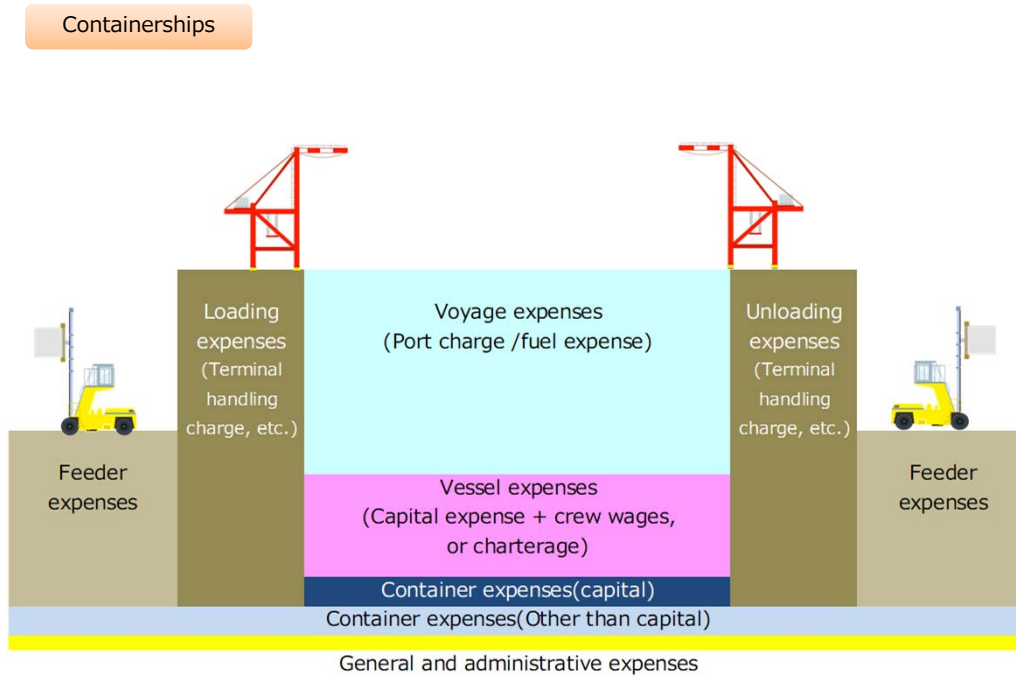 Containerships
Loading
expenses
(Terminal
handling
charge, etc.)
Voyage expenses
(Port charge /fuel expense)
Unloading
expenses
(Terminal
handling
charge, etc.)
Feeder
expenses
Vessel expenses
(Capital expense + crew wages,
or charterage)
Feeder
expenses
Container expenses(capital)
Container expenses(Other than capital)
General and administrative expenses